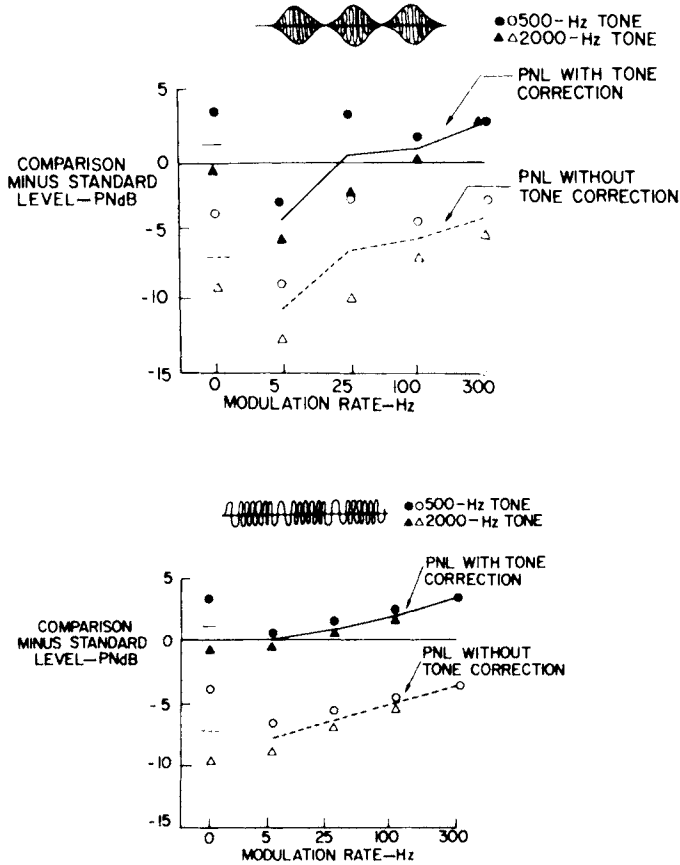 ● ○ 500-Hz TONE
▲ △ 2000-Hz TONE
PNL WITH TONE
CORRECTION
COMPARISON
MINUS STANDARD
LEVEL—PNdB
PNL WITHOUT
TONE CORRECTION
5
0
-5
-10
-15
0 5 25 100 300
MODULATION RATE—Hz
● ○ 500-Hz TONE
▲ △ 2000-Hz TONE
PNL WITH TONE
CORRECTION
COMPARISON
MINUS STANDARD
LEVEL—PNdB
PNL WITHOUT
TONE CORRECTION
5
0
-5
-10
-15
0 5 25 100 300
MODULATION RATE—Hz